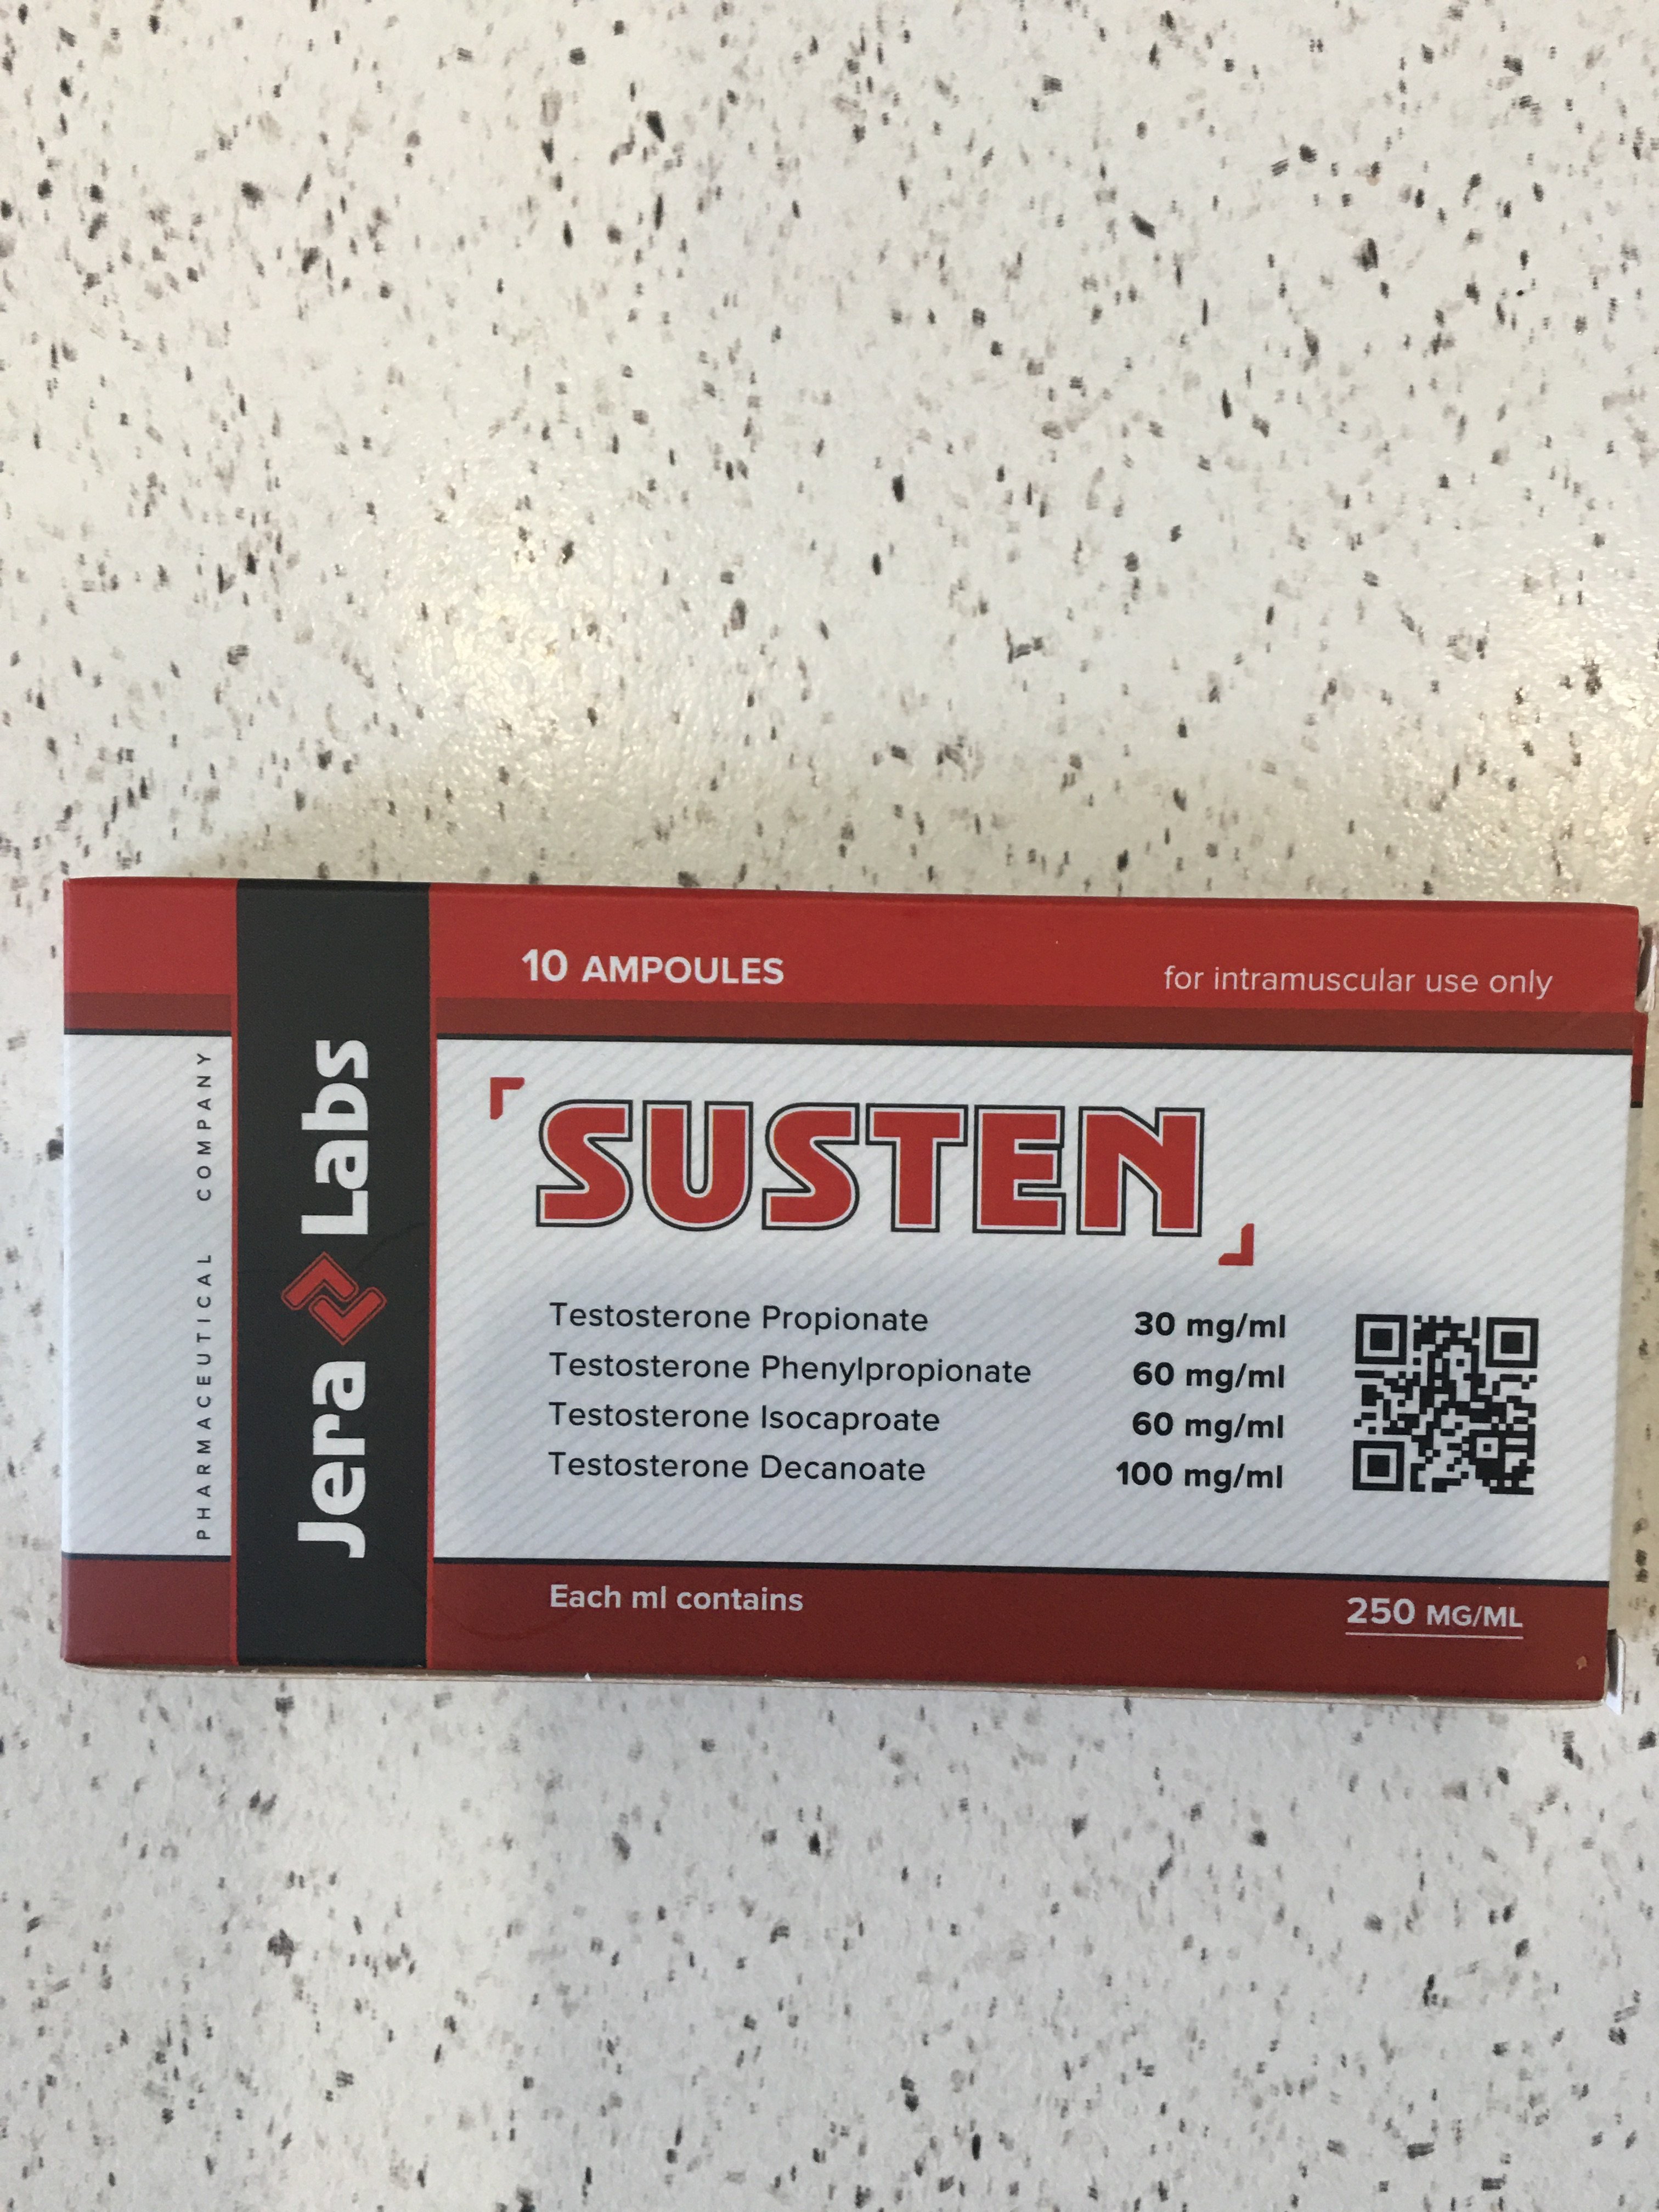 10 AMPOULES
for intramuscular use only
PHARMACEUTICAL COMPANY
Jera Labs
SUSTEN
Testosterone Propionate 30 mg/ml
Testosterone Phenylpropionate 60 mg/ml
Testosterone Isocaproate 60 mg/ml
Testosterone Decanoate 100 mg/ml
Each ml contains
250 MG/ML